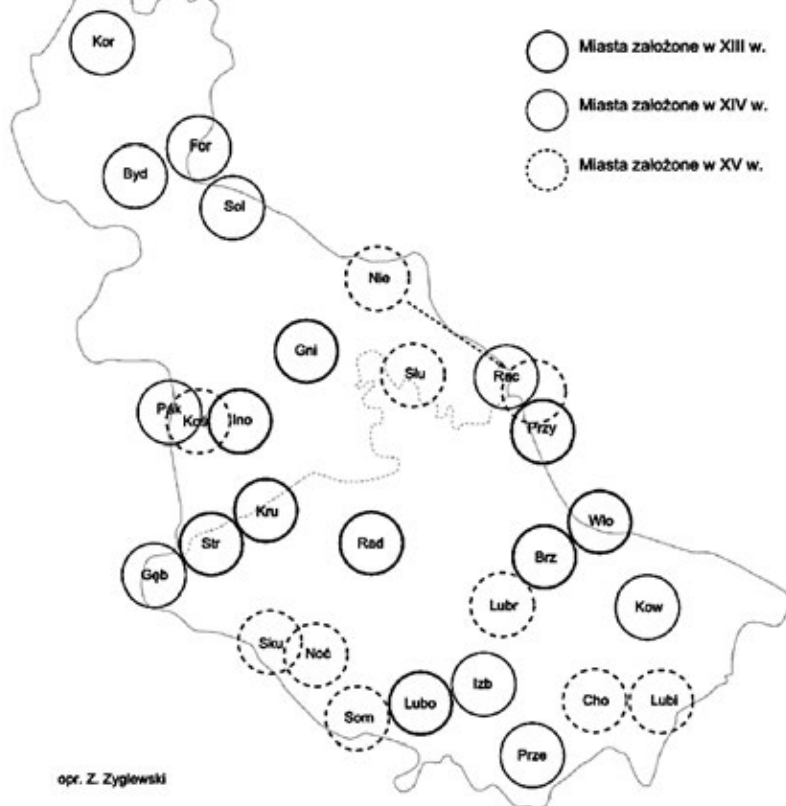 Kor
Miasta założone w XIII w.
Miasta założone w XIV w.
For
Byd
Miasta założone w XV w.
Sol
Nie
Gni
Słu
Rac
Pak
Koś
Ino
Przy
Kru
Wło
Str
Rad
Brz
Gęb
Lubr
Kow
Sku
Noć
Izb
Som
Lubo
Cho
Lubi
Prze
opr. Z. Zyglewski